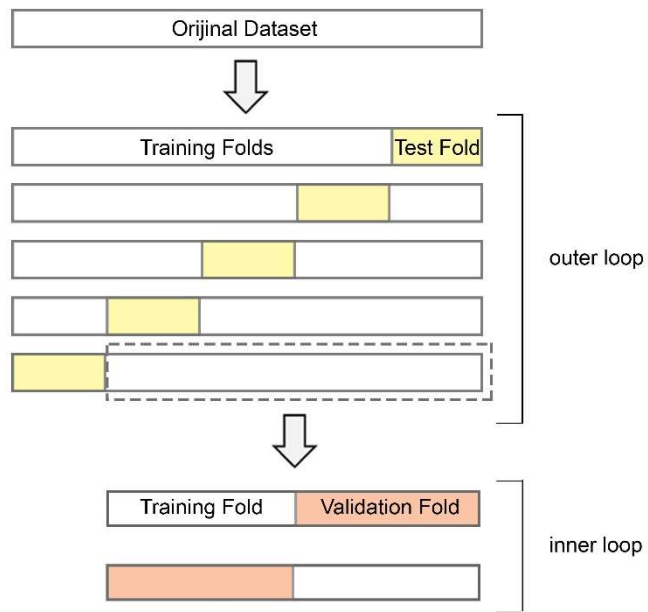 Orijinal Dataset
Training Folds
Test Fold
outer loop
Training Fold
Validation Fold
inner loop